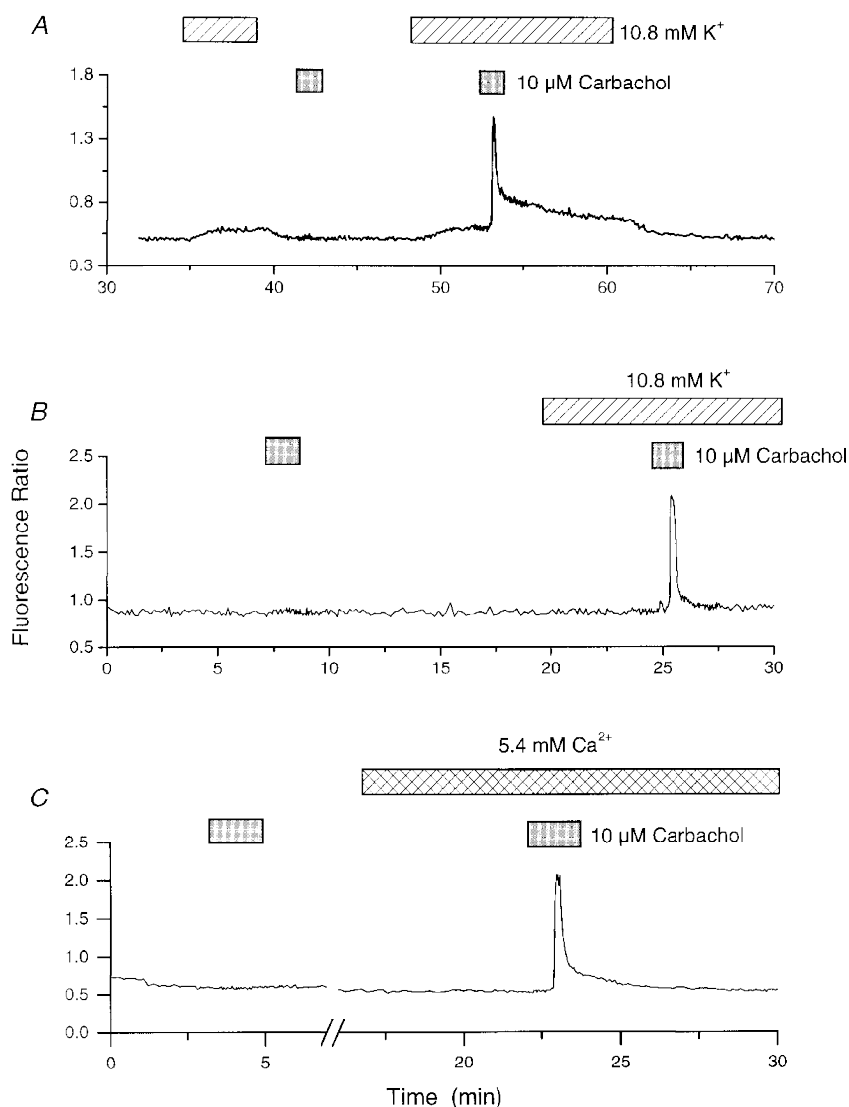 A
10.8 mM K⁺
10 µM Carbachol
1.8
1.3
0.8
0.3
30 40 50 60 70
10.8 mM K⁺
B
10 µM Carbachol
2.5
2.0
1.5
1.0
0.5
0 5 10 15 20 25 30
Fluorescence Ratio
5.4 mM Ca²⁺
C
10 µM Carbachol
2.5
2.0
1.5
1.0
0.5
0.0
0 5 20 25 30
Time (min)